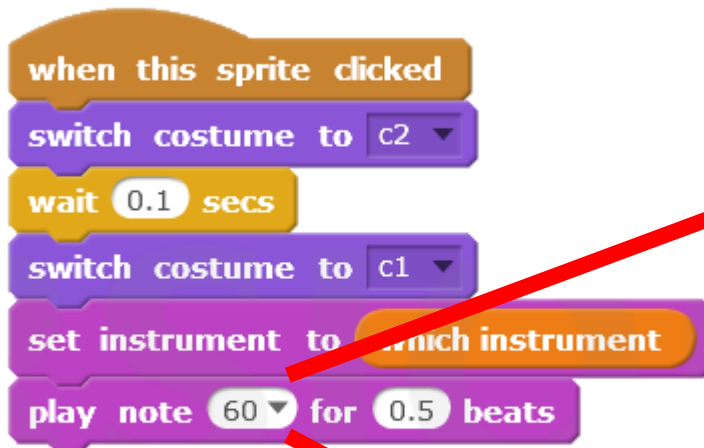 when this sprite clicked
switch costume to c2
wait 0.1 secs
switch costume to c1
set instrument to which instrument
play note 60 for 0.5 beats